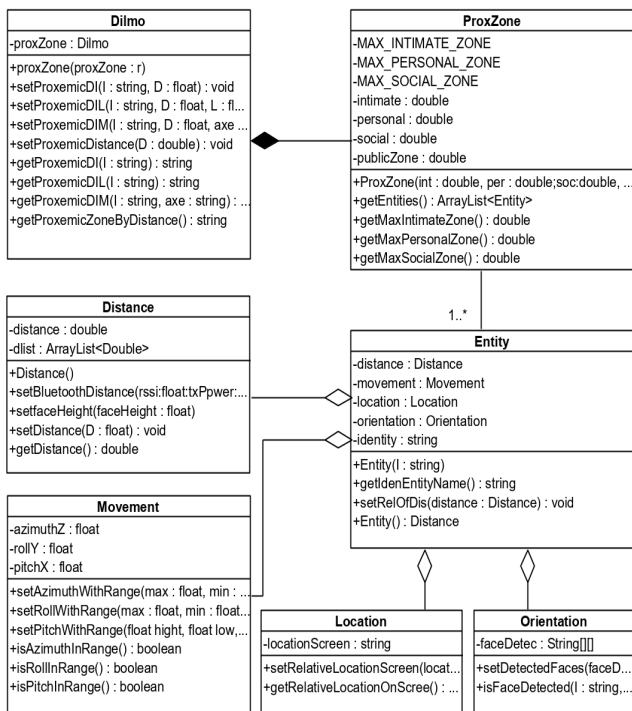 Dilmo
-proxZone : Dilmo
+proxZone(proxZone : r)
+setProxemicDI(I : string, D : float) : void
+setProxemicDIL(I : string, D : float, L : fl...
+setProxemicDIM(I : string, D : float, axe ...
+setProxemicDistance(D : double) : void
+getProxemicDI(I : string) : string
+getProxemicDIL(I : string) : string
+getProxemicDIM(I : string, axe : string) : ...
+getProxemicZoneByDistance() : string
ProxZone
-MAX_INTIMATE_ZONE
-MAX_PERSONAL_ZONE
-MAX_SOCIAL_ZONE
-intimate : double
-personal : double
-social : double
-publicZone : double
+ProxZone(int : double, per : double;soc:double, ...
+getEntities() : ArrayList<Entity>
+getMaxIntimateZone() : double
+getMaxPersonalZone() : double
+getMaxSocialZone() : double
1..*
Distance
-distance : double
-dlist : ArrayList<Double>
+Distance()
+setBluetoothDistance(rssi:float:txPpwer:...
+setfaceHeight(faceHeight : float)
+setDistance(D : float) : void
+getDistance() : double
Entity
-distance : Distance
-movement : Movement
-location : Location
-orientation : Orientation
-identity : string
+Entity(I : string)
+getIdenEntityName() : string
+setRelOfDis(distance : Distance) : void
+Entity() : Distance
Movement
-azimuthZ : float
-rollY : float
-pitchX : float
+setAzimuthWithRange(max : float, min : ...
+setRollWithRange(max : float, min : float...
+setPitchWithRange(float hight, float low,...
+isAzimuthInRange() : boolean
+isRollInRange() : boolean
+isPitchInRange() : boolean
Location
-locationScreen : string
+setRelativeLocationScreen(locat...
+getRelativeLocationOnScree() : ...
Orientation
-faceDetec : String[][]
+setDetectedFaces(faceD...
+isFaceDetected(I : string,...